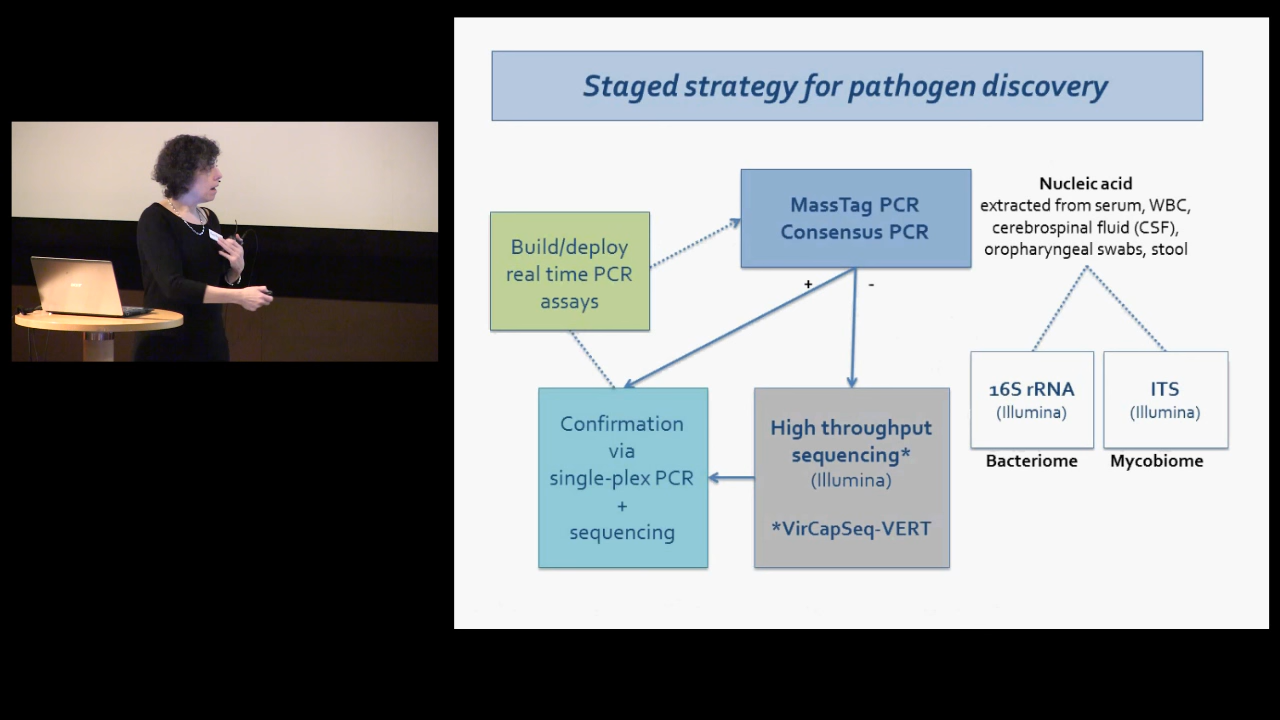 Staged strategy for pathogen discovery
MassTag PCR
Consensus PCR
Nucleic acid
extracted from serum, WBC,
cerebrospinal fluid (CSF),
oropharyngeal swabs, stool
Build/deploy
real time PCR
assays
+
-
16S rRNA
(Illumina)
Bacteriome
ITS
(Illumina)
Mycobiome
Confirmation
via
single-plex PCR
+
sequencing
High throughput
sequencing*
(Illumina)
*VirCapSeq-VERT